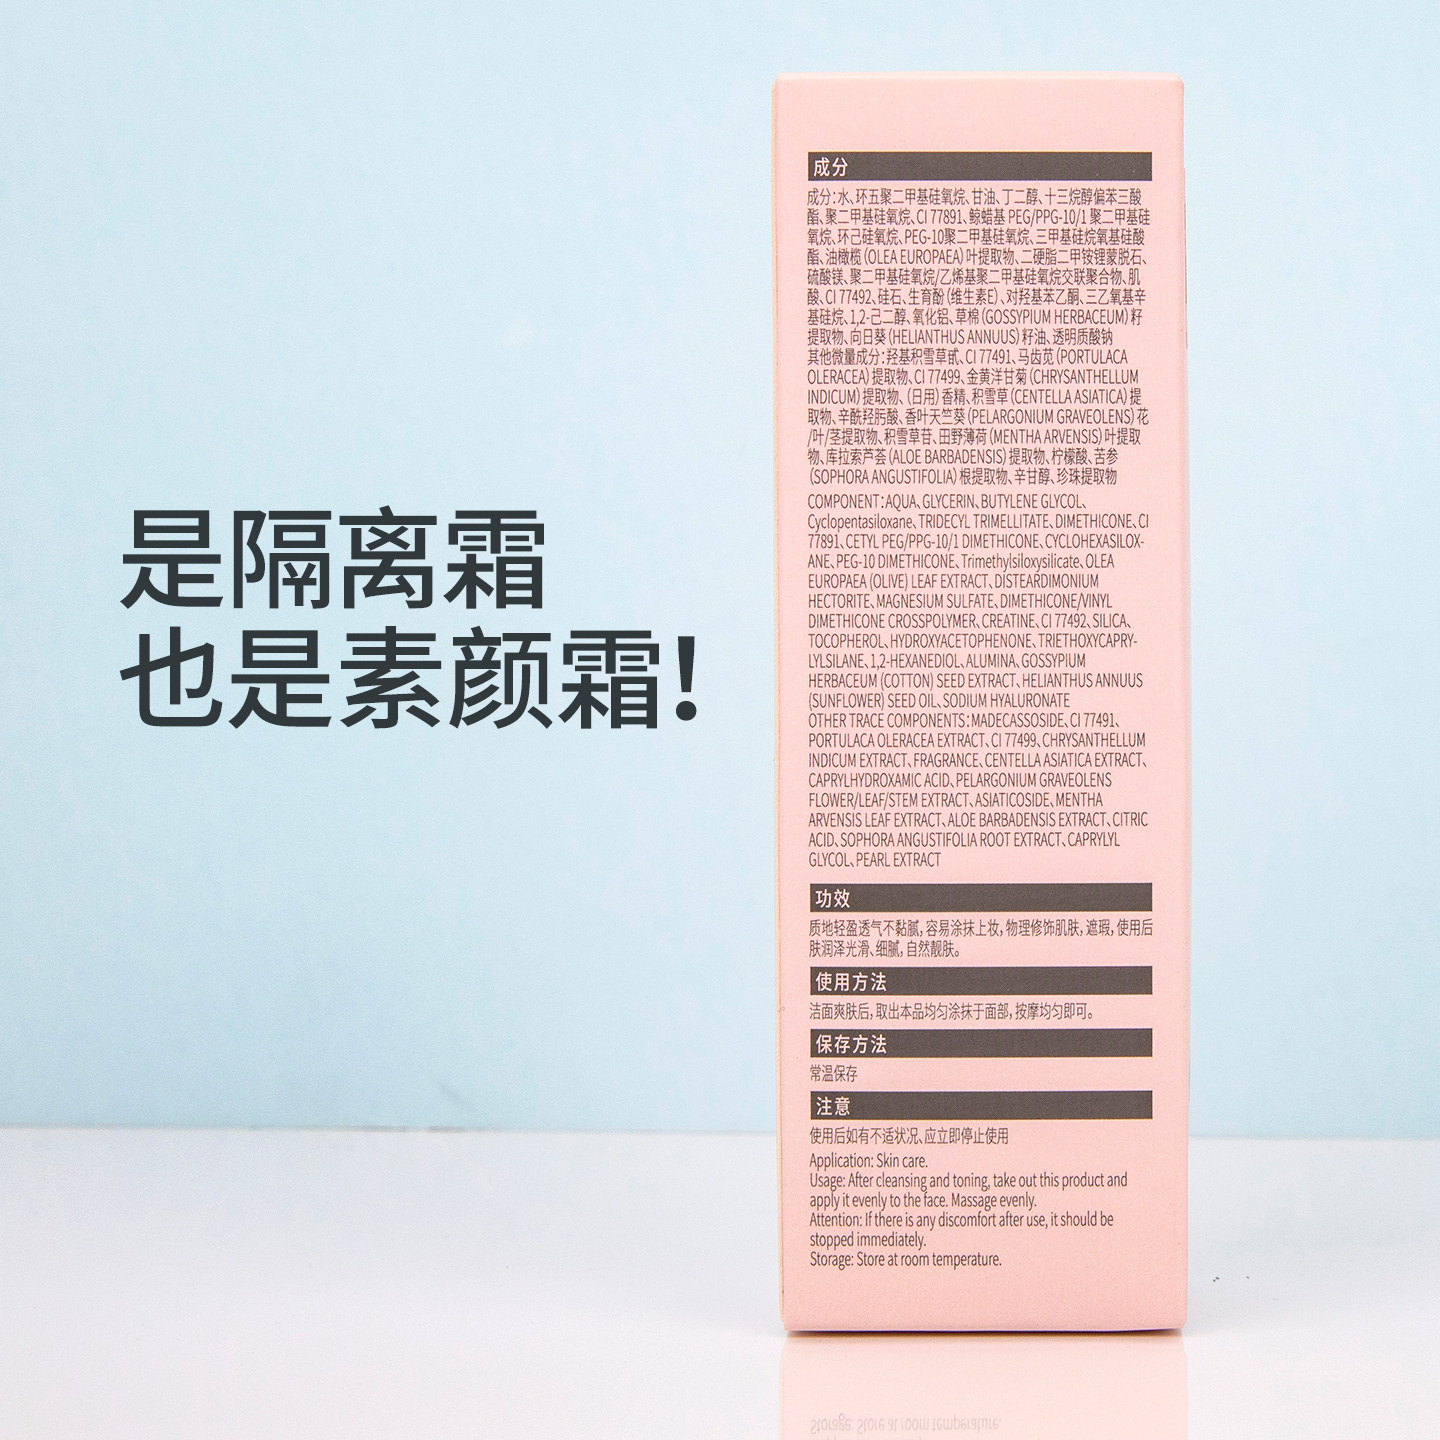 是隔离霜
也是素颜霜!
成分
成分:水、环五聚二甲基硅氧烷、甘油、丁二醇、十三烷醇偏苯三酸
酯、聚二甲基硅氧烷、CI 77891、鲸蜡基 PEG/PPG-10/1 聚二甲基硅
氧烷、环己硅氧烷、PEG-10聚二甲基硅氧烷、三甲基硅烷氧基硅酸
酯、油橄榄(OLEA EUROPAEA)叶提取物、二硬脂二甲铵锂蒙脱石、
硫酸镁、聚二甲基硅氧烷/乙烯基聚二甲基硅氧烷交联聚合物、肌
酸、CI 77492、硅石、生育酚(维生素E)、对羟基苯乙酮、三乙氧基辛
基硅烷、1,2-己二醇、氧化铝、草棉(GOSSYPIUM HERBACEUM)籽
提取物、向日葵(HELIANTHUS ANNUUS)籽油、透明质酸钠
其他微量成分:羟基积雪草甙、CI 77491、马齿苋(PORTULACA
OLERACEA)提取物、CI 77499、金黄洋甘菊(CHRYSANTHELLUM
INDICUM)提取物、(日用)香精、积雪草(CENTELLA ASIATICA)提
取物、辛酰羟肟酸、香叶天竺葵(PELARGONIUM GRAVEOLENS)花
/叶/茎提取物、积雪草苷、田野薄荷(MENTHA ARVENSIS)叶提取
物、库拉索芦荟(ALOE BARBADENSIS)提取物、柠檬酸、苦参
(SOPHORA ANGUSTIFOLIA)根提取物、辛甘醇、珍珠提取物
COMPONENT:AQUA、GLYCERIN、BUTYLENE GLYCOL、
Cyclopentasiloxane、TRIDECYL TRIMELLITATE、DIMETHICONE、CI
77891、CETYL PEG/PPG-10/1 DIMETHICONE、CYCLOHEXASILOX-
ANE、PEG-10 DIMETHICONE、Trimethylsiloxysilicate、OLEA
EUROPAEA (OLIVE) LEAF EXTRACT、DISTEARDIMONIUM
HECTORITE、MAGNESIUM SULFATE、DIMETHICONE/VINYL
DIMETHICONE CROSSPOLYMER、CREATINE、CI 77492、SILICA、
TOCOPHEROL、HYDROXYACETOPHENONE、TRIETHOXYCAPRY-
LYLSILANE、1,2-HEXANEDIOL、ALUMINA、GOSSYPIUM
HERBACEUM (COTTON) SEED EXTRACT、HELIANTHUS ANNUUS
(SUNFLOWER) SEED OIL、SODIUM HYALURONATE
OTHER TRACE COMPONENTS:MADECASSOSIDE、CI 77491、
PORTULACA OLERACEA EXTRACT、CI 77499、CHRYSANTHELLUM
INDICUM EXTRACT、FRAGRANCE、CENTELLA ASIATICA EXTRACT、
CAPRYLHYDROXAMIC ACID、PELARGONIUM GRAVEOLENS
FLOWER/LEAF/STEM EXTRACT、ASIATICOSIDE、MENTHA
ARVENSIS LEAF EXTRACT、ALOE BARBADENSIS EXTRACT、CITRIC
ACID、SOPHORA ANGUSTIFOLIA ROOT EXTRACT、CAPRYLYL
GLYCOL、PEARL EXTRACT
功效
质地轻盈透气不黏腻,容易涂抹上妆,物理修饰肌肤,遮瑕,使用后
肤润泽光滑、细腻,自然靓肤。
使用方法
洁面爽肤后,取出本品均匀涂抹于面部,按摩均匀即可。
保存方法
常温保存
注意
使用后如有不适状况、应立即停止使用
Application: Skin care.
Usage: After cleansing and toning, take out this product and
apply it evenly to the face. Massage evenly.
Attention: If there is any discomfort after use, it should be
stopped immediately.
Storage: Store at room temperature.